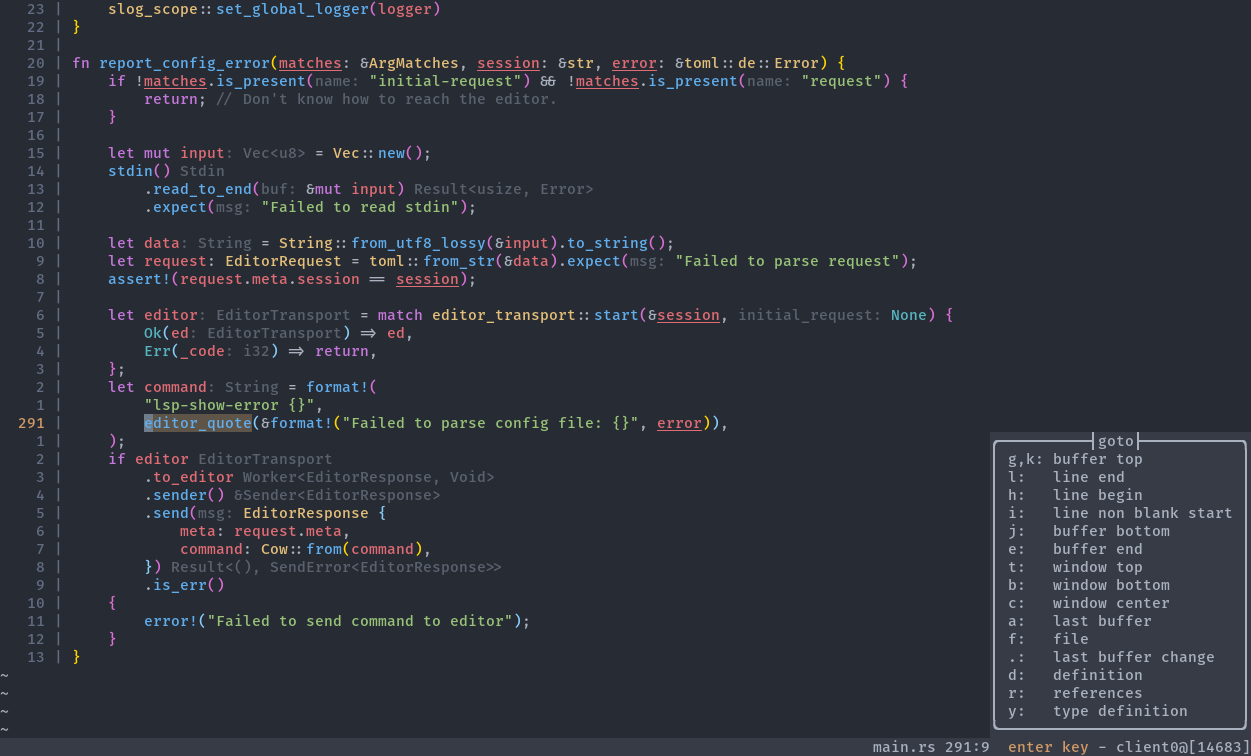 23 |     slog_scope::set_global_logger(logger)
22 | }
21 |
20 | fn report_config_error(matches: &ArgMatches, session: &str, error: &toml::de::Error) {
19 |     if !matches.is_present(name: "initial-request") && !matches.is_present(name: "request") {
18 |         return; // Don't know how to reach the editor.
17 |     }
16 |
15 |     let mut input: Vec<u8> = Vec::new();
14 |     stdin() Stdin
13 |         .read_to_end(buf: &mut input) Result<usize, Error>
12 |         .expect(msg: "Failed to read stdin");
11 |
10 |     let data: String = String::from_utf8_lossy(&input).to_string();
9 |     let request: EditorRequest = toml::from_str(&data).expect(msg: "Failed to parse request");
8 |     assert!(request.meta.session == session);
7 |
6 |     let editor: EditorTransport = match editor_transport::start(&session, initial_request: None) {
5 |         Ok(ed: EditorTransport) => ed,
4 |         Err(_code: i32) => return,
3 |     };
2 |     let command: String = format!(
1 |         "lsp-show-error {}",
291 |         editor_quote(&format!("Failed to parse config file: {}", error)),
1 |     );
2 |     if editor EditorTransport
3 |         .to_editor Worker<EditorResponse, Void>
4 |         .sender() &Sender<EditorResponse>
5 |         .send(msg: EditorResponse {
6 |             meta: request.meta,
7 |             command: Cow::from(command),
8 |         }) Result<(), SendError<EditorResponse>>
9 |         .is_err()
10 |     {
11 |         error!("Failed to send command to editor");
12 |     }
13 | }
~
~
~
~
goto
g,k: buffer top
l: line end
h: line begin
i: line non blank start
j: buffer bottom
e: buffer end
t: window top
b: window bottom
c: window center
a: last buffer
f: file
.: last buffer change
d: definition
r: references
y: type definition
main.rs 291:9 enter key - client0@[14683]